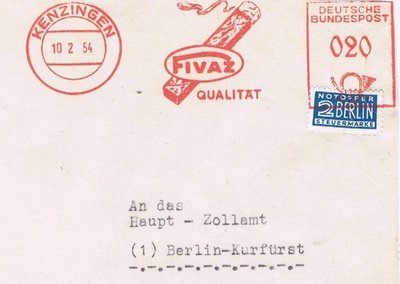 KENZINGEN
10 2 54
FIVAZ
QUALITÄT
DEUTSCHE
BUNDESPOST
020
NOTOPFER
2 BERLIN
STEUERMARKE
An das
Haupt - Zollamt
(1) Berlin-Kurfürst